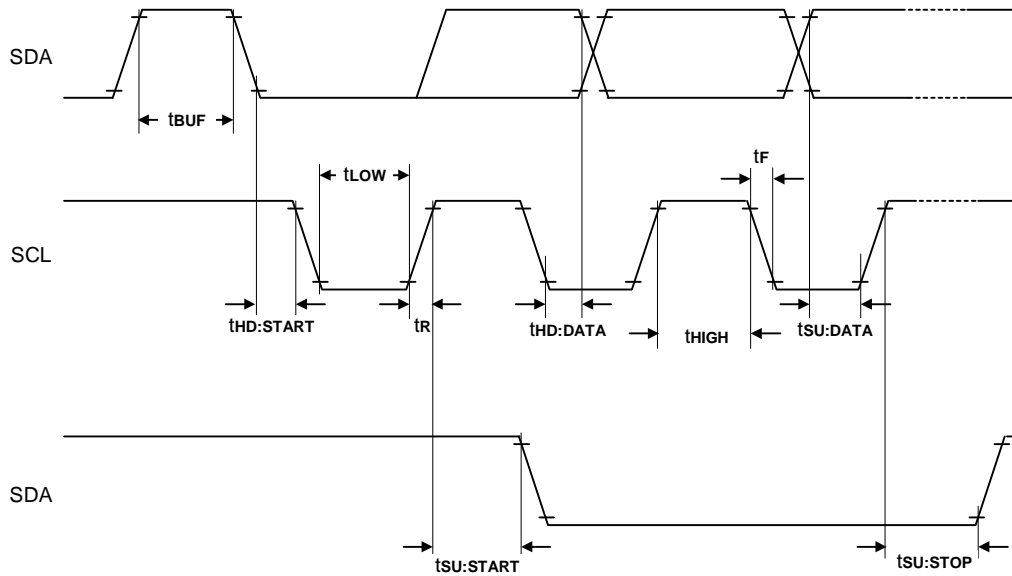 SDA
tBUF
tF
tLOW
SCL
tHD:START
tR
tHD:DATA
tHIGH
tSU:DATA
SDA
tSU:START
tSU:STOP